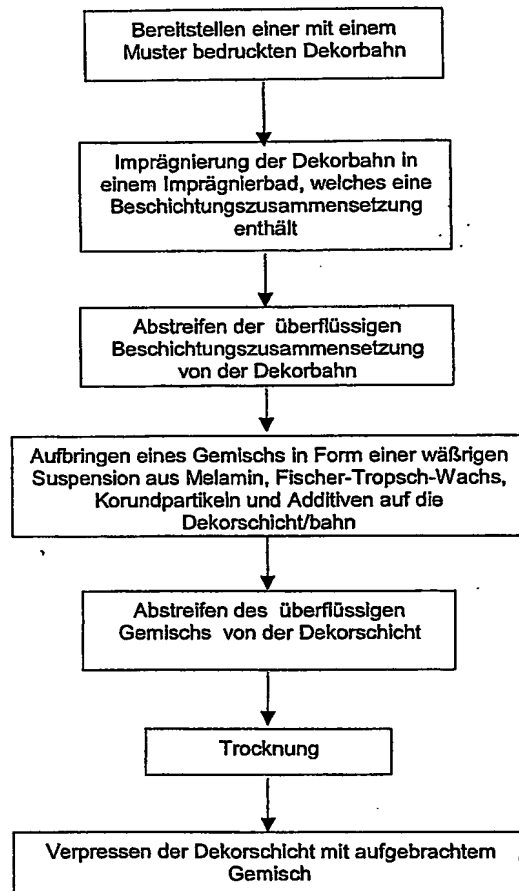 Bereitstellen einer mit einem
Muster bedruckten Dekorbahn
Imprägnierung der Dekorbahn in
einem Imprägnierbad, welches eine
Beschichtungszusammensetzung
enthält
Abstreifen der überflüssigen
Beschichtungszusammensetzung
von der Dekorbahn
Aufbringen eines Gemischs in Form einer wäßrigen
Suspension aus Melamin, Fischer-Tropsch-Wachs,
Korundpartikeln und Additiven auf die
Dekorschicht/bahn
Abstreifen des überflüssigen
Gemischs von der Dekorschicht
Trocknung
Verpressen der Dekorschicht mit aufgebrachtem
Gemisch